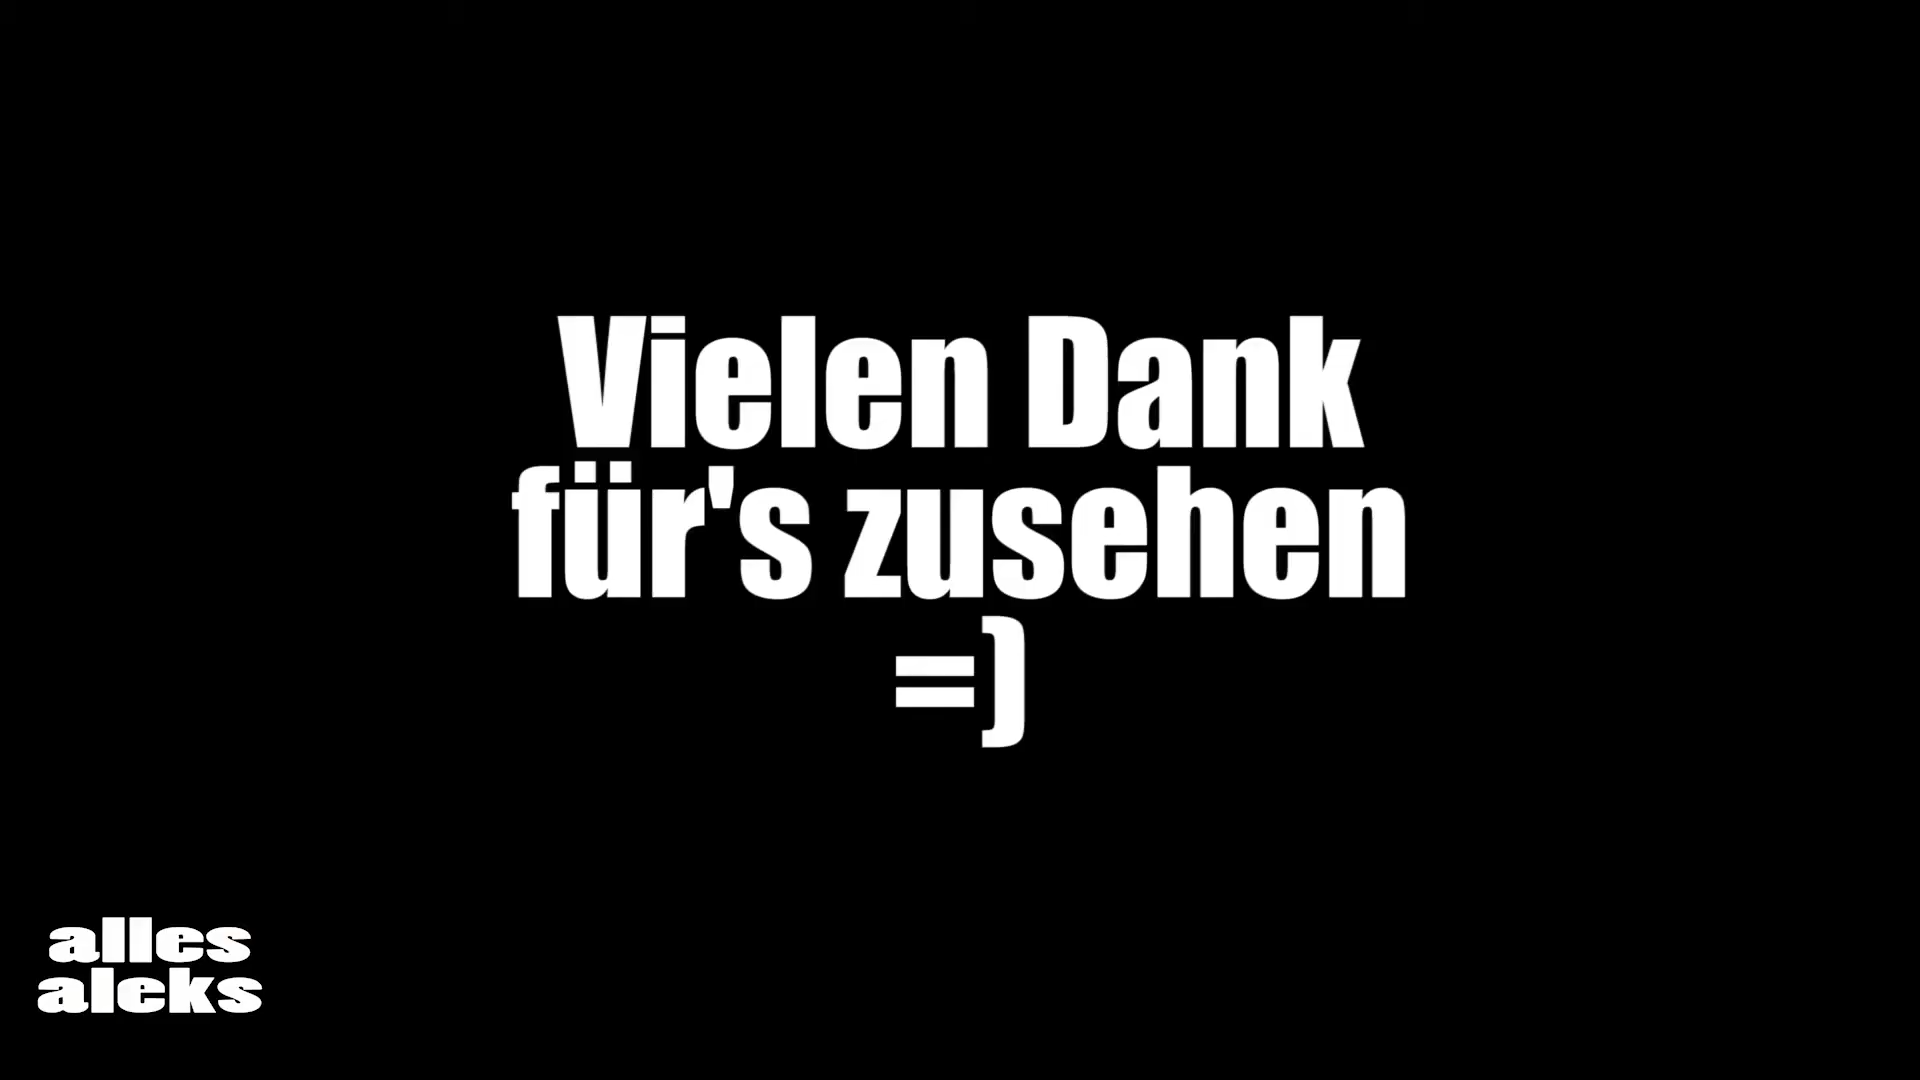 Vielen Dank
für's zusehen
=)
alles
aleks